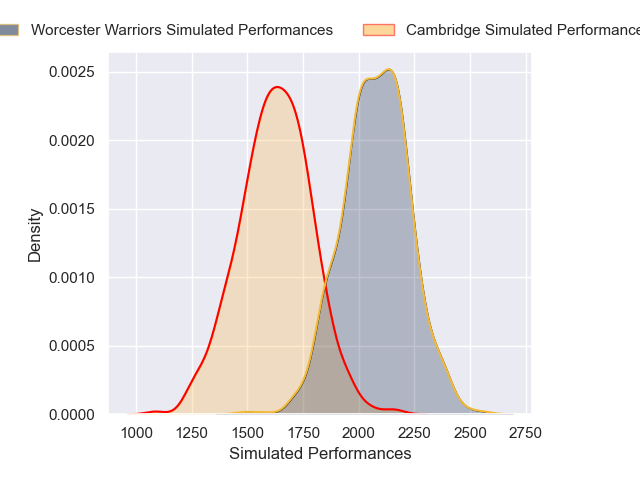 Worcester Warriors Simulated Performances
Cambridge Simulated Performance
0.0025
0.0020
0.0015
0.0010
0.0005
0.0000
Density
1000 1250 1500 1750 2000 2250 2500 2750
Simulated Performances